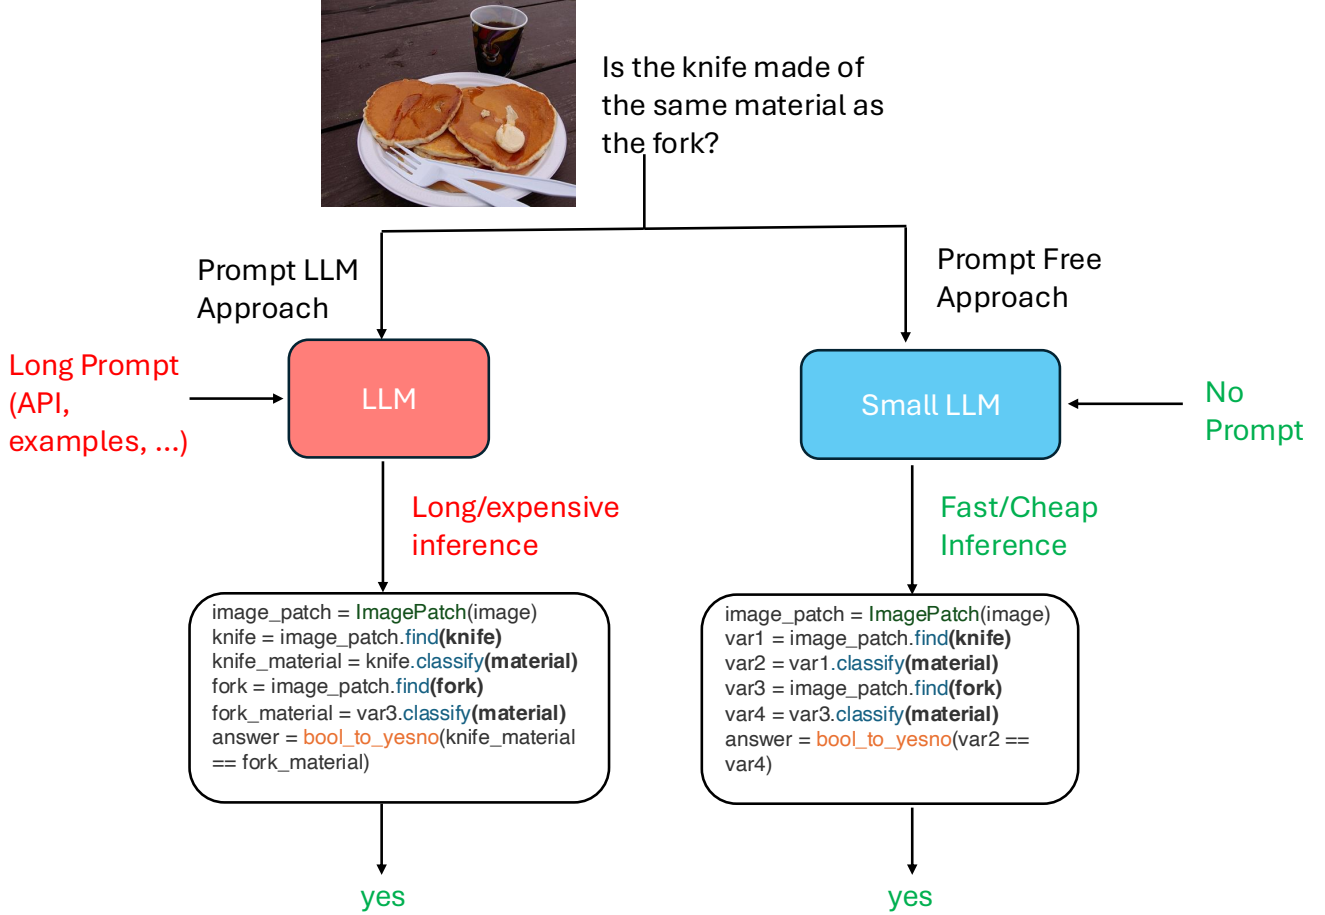 Is the knife made of
the same material as
the fork?
Prompt LLM
Approach
Prompt Free
Approach
Long Prompt
(API,
examples, ...)
LLM
Small LLM
No
Prompt
Long/expensive
inference
Fast/Cheap
Inference
image_patch = ImagePatch(image)
knife = image_patch.find(knife)
knife_material = knife.classify(material)
fork = image_patch.find(fork)
fork_material = var3.classify(material)
answer = bool_to_yesno(knife_material
== fork_material)
image_patch = ImagePatch(image)
var1 = image_patch.find(knife)
var2 = var1.classify(material)
var3 = image_patch.find(fork)
var4 = var3.classify(material)
answer = bool_to_yesno(var2 ==
var4)
yes
yes